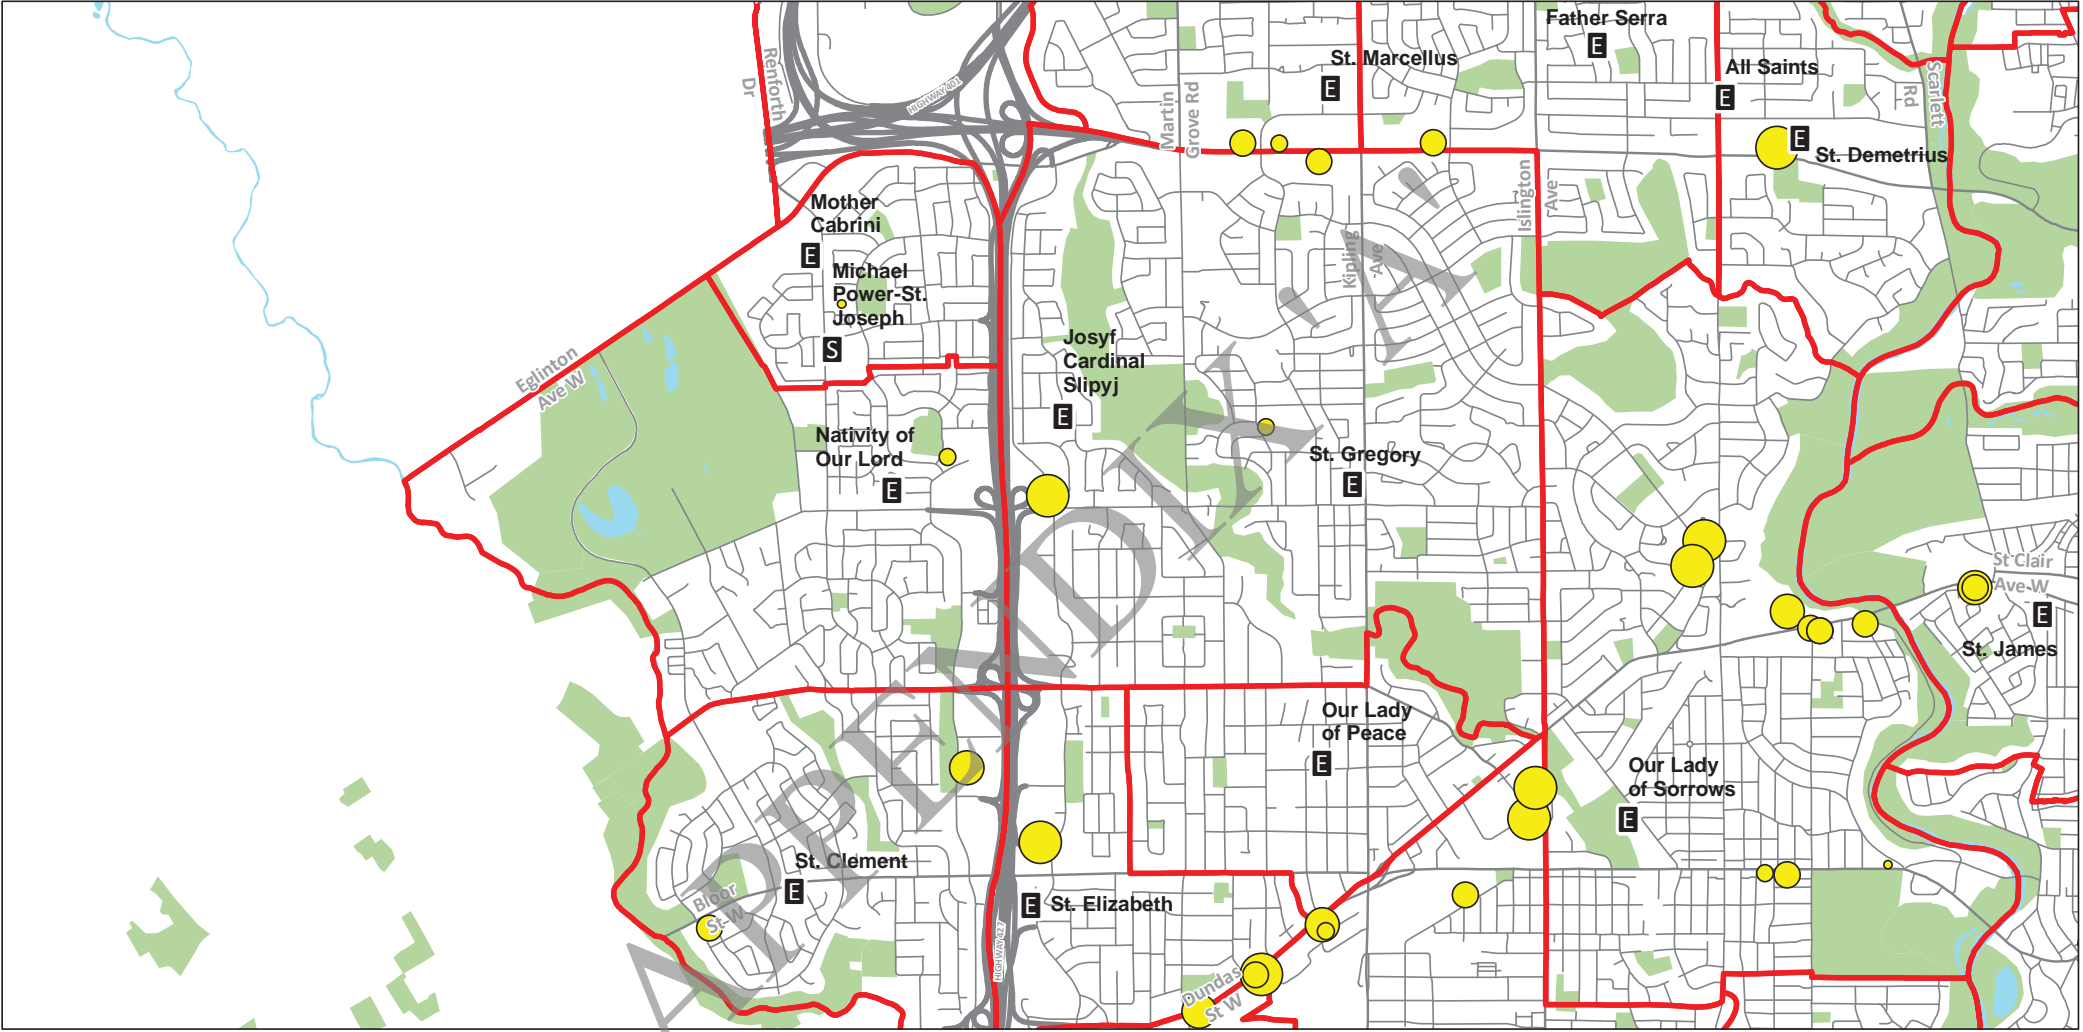 Father Serra
E
St. Marcellus
E
All Saints
E
Renforth
Dr
HIGHWAY 401
Martin
Grove Rd
Scarlett
Rd
E
St. Demetrius
Islington
Ave
Mother
Cabrini
E
Kipling
Ave
Michael
Power-St.
Joseph
S
Josyf
Cardinal
Slipyj
E
Eglinton
Ave W
Nativity of
Our Lord
E
St. Gregory
E
St Clair
Ave W
E
St. James
Our Lady
of Peace
E
Our Lady
of Sorrows
E
St. Clement
E
Bloor
St W
E
St. Elizabeth
HIGHWAY 427
Dundas
St W
APPENDIX 'A'